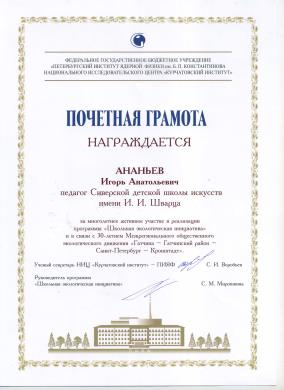 ФЕДЕРАЛЬНОЕ ГОСУДАРСТВЕННОЕ БЮДЖЕТНОЕ УЧРЕЖДЕНИЕ
«ПЕТЕРБУРГСКИЙ ИНСТИТУТ ЯДЕРНОЙ ФИЗИКИ им. Б. П. КОНСТАНТИНОВА
НАЦИОНАЛЬНОГО ИССЛЕДОВАТЕЛЬСКОГО ЦЕНТРА «КУРЧАТОВСКИЙ ИНСТИТУТ»
ПОЧЕТНАЯ ГРАМОТА
НАГРАЖДАЕТСЯ
АНАНЬЕВ
Игорь Анатольевич
педагог Сиверской детской школы искусств
имени И. И. Шварца
за многолетнее активное участие в реализации
программы «Школьная экологическая инициатива»
и в связи с 30-летием Межрегионального общественного
экологического движения «Гатчина – Гатчинский район –
Санкт-Петербург – Кронштадт».
Ученый секретарь НИЦ «Курчатовский институт» – ПИЯФ С. И. Воробьев
Руководитель программы
«Школьная экологическая инициатива» С. М. Мирошкина